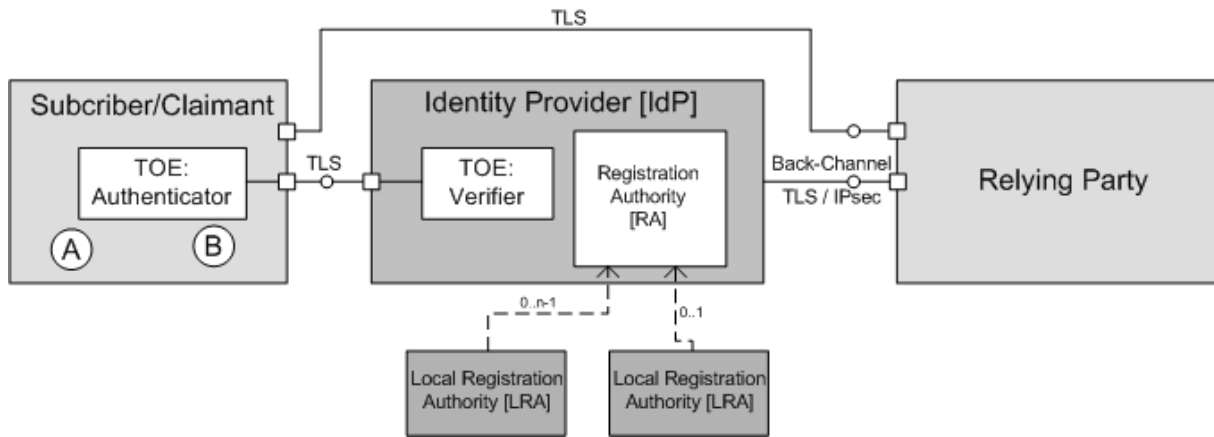 TLS
Subcriber/Claimant
TOE:
Authenticator
A
B
TLS
Identity Provider [IdP]
TOE:
Verifier
Registration
Authority
[RA]
Back-Channel
TLS / IPsec
Relying Party
0..n-1
0..1
Local Registration
Authority [LRA]
Local Registration
Authority [LRA]